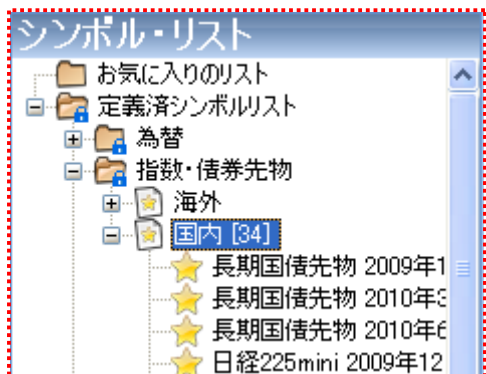 シンボル・リスト
お気に入りのリスト
定義済シンボルリスト
為替
指数・債券先物
海外
国内 [34]
長期国債先物 2009年1
長期国債先物 2010年3
長期国債先物 2010年6
日経225mini 2009年12